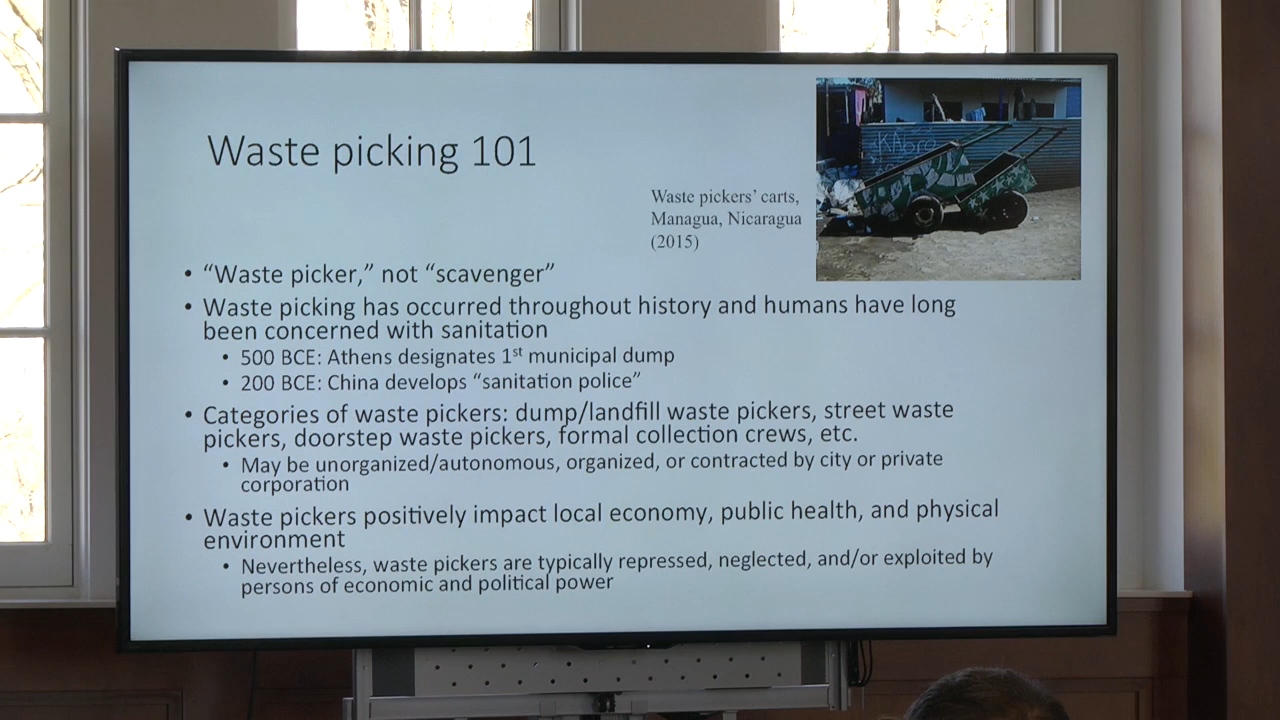 Waste picking 101
KAbro
Waste pickers' carts,
Managua, Nicaragua
(2015)
• "Waste picker," not "scavenger"
• Waste picking has occurred throughout history and humans have long
been concerned with sanitation
• 500 BCE: Athens designates 1st municipal dump
• 200 BCE: China develops "sanitation police"
• Categories of waste pickers: dump/landfill waste pickers, street waste
pickers, doorstep waste pickers, formal collection crews, etc.
• May be unorganized/autonomous, organized, or contracted by city or private
corporation
• Waste pickers positively impact local economy, public health, and physical
environment
• Nevertheless, waste pickers are typically repressed, neglected, and/or exploited by
persons of economic and political power